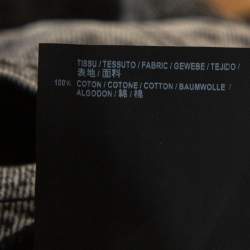 TISSU / TESSUTO / FABRIC / GEWEBE / TEJIDO /
表地 / 面料
100% COTON / COTONE / COTTON / BAUMWOLLE /
ALGODON / 綿 / 棉